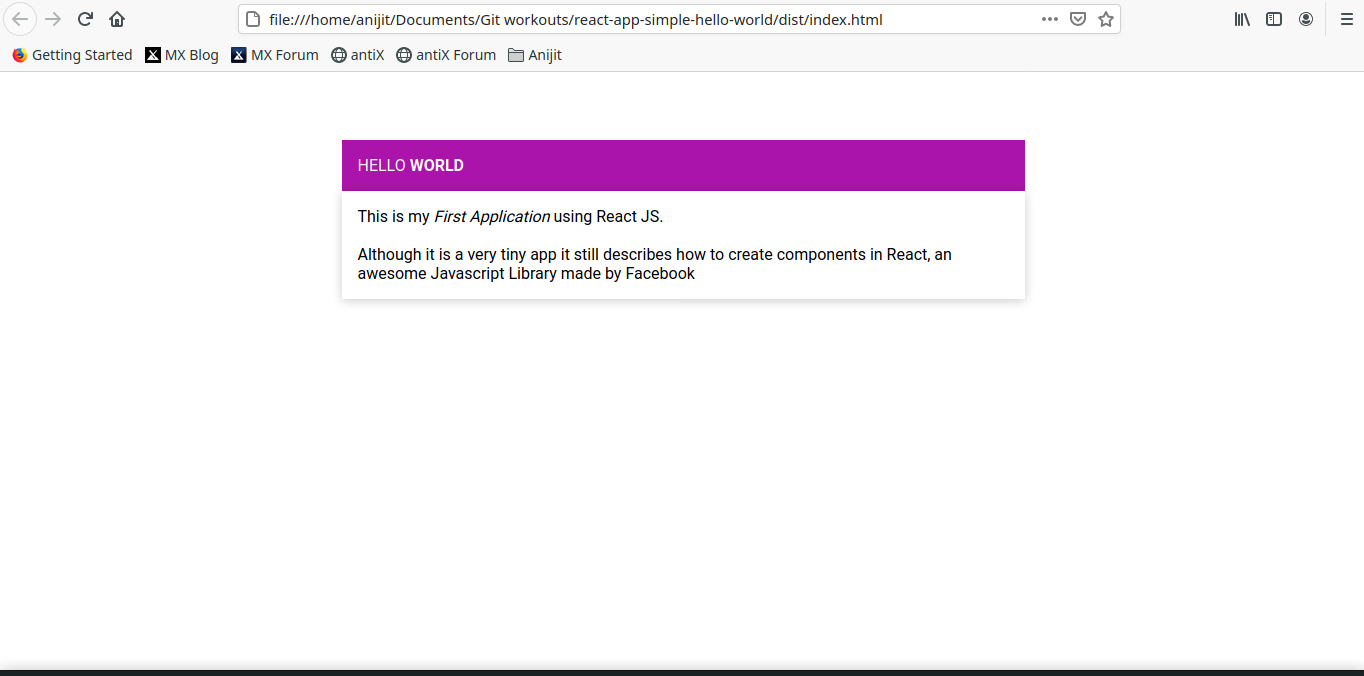 file:///home/anijit/Documents/Git workouts/react-app-simple-hello-world/dist/index.html
Getting Started MX Blog MX Forum antiX antiX Forum Anijit
HELLO WORLD
This is my First Application using React JS.
Although it is a very tiny app it still describes how to create components in React, an
awesome Javascript Library made by Facebook